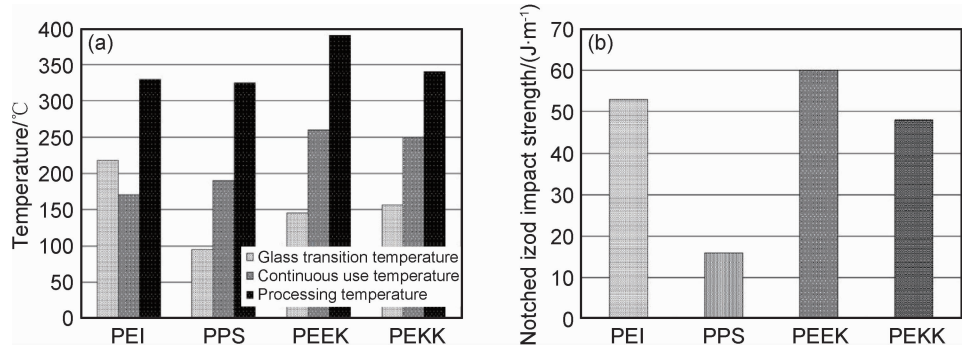 (a)
Temperature/℃
400
350
300
250
200
150
100
50
0
Glass transition temperature
Continuous use temperature
Processing temperature
PEI PPS PEEK PEKK
(b)
Notched izod impact strength/(J·m⁻¹)
70
60
50
40
30
20
10
0
PEI PPS PEEK PEKK